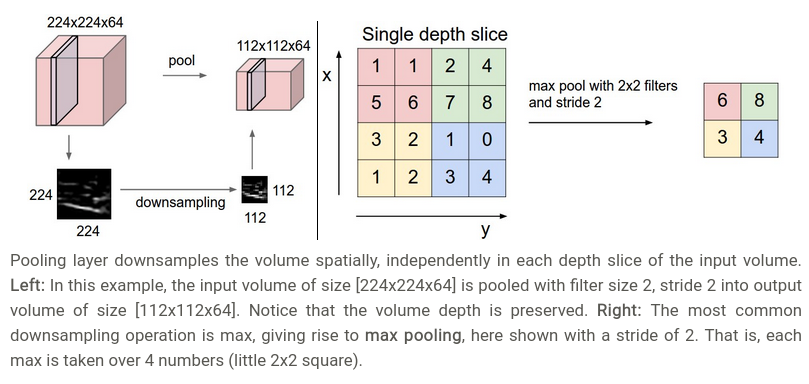 224x224x64
pool
112x112x64
224
224
downsampling
112
112
Single depth slice
x
1 1 2 4
5 6 7 8
3 2 1 0
1 2 3 4
y
max pool with 2x2 filters
and stride 2
6 8
3 4
Pooling layer downsamples the volume spatially, independently in each depth slice of the input volume.
Left: In this example, the input volume of size [224x224x64] is pooled with filter size 2, stride 2 into output
volume of size [112x112x64]. Notice that the volume depth is preserved. Right: The most common
downsampling operation is max, giving rise to max pooling, here shown with a stride of 2. That is, each
max is taken over 4 numbers (little 2x2 square).